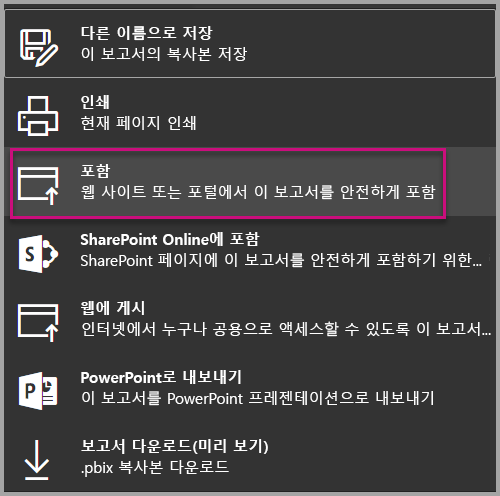 다른 이름으로 저장
이 보고서의 복사본 저장
인쇄
현재 페이지 인쇄
포함
웹 사이트 또는 포털에서 이 보고서를 안전하게 포함
SharePoint Online에 포함
SharePoint 페이지에 이 보고서를 안전하게 포함하기 위한...
웹에 게시
인터넷에서 누구나 공용으로 액세스할 수 있도록 이 보고서...
PowerPoint로 내보내기
이 보고서를 PowerPoint 프레젠테이션으로 내보내기
보고서 다운로드(미리 보기)
.pbix 복사본 다운로드